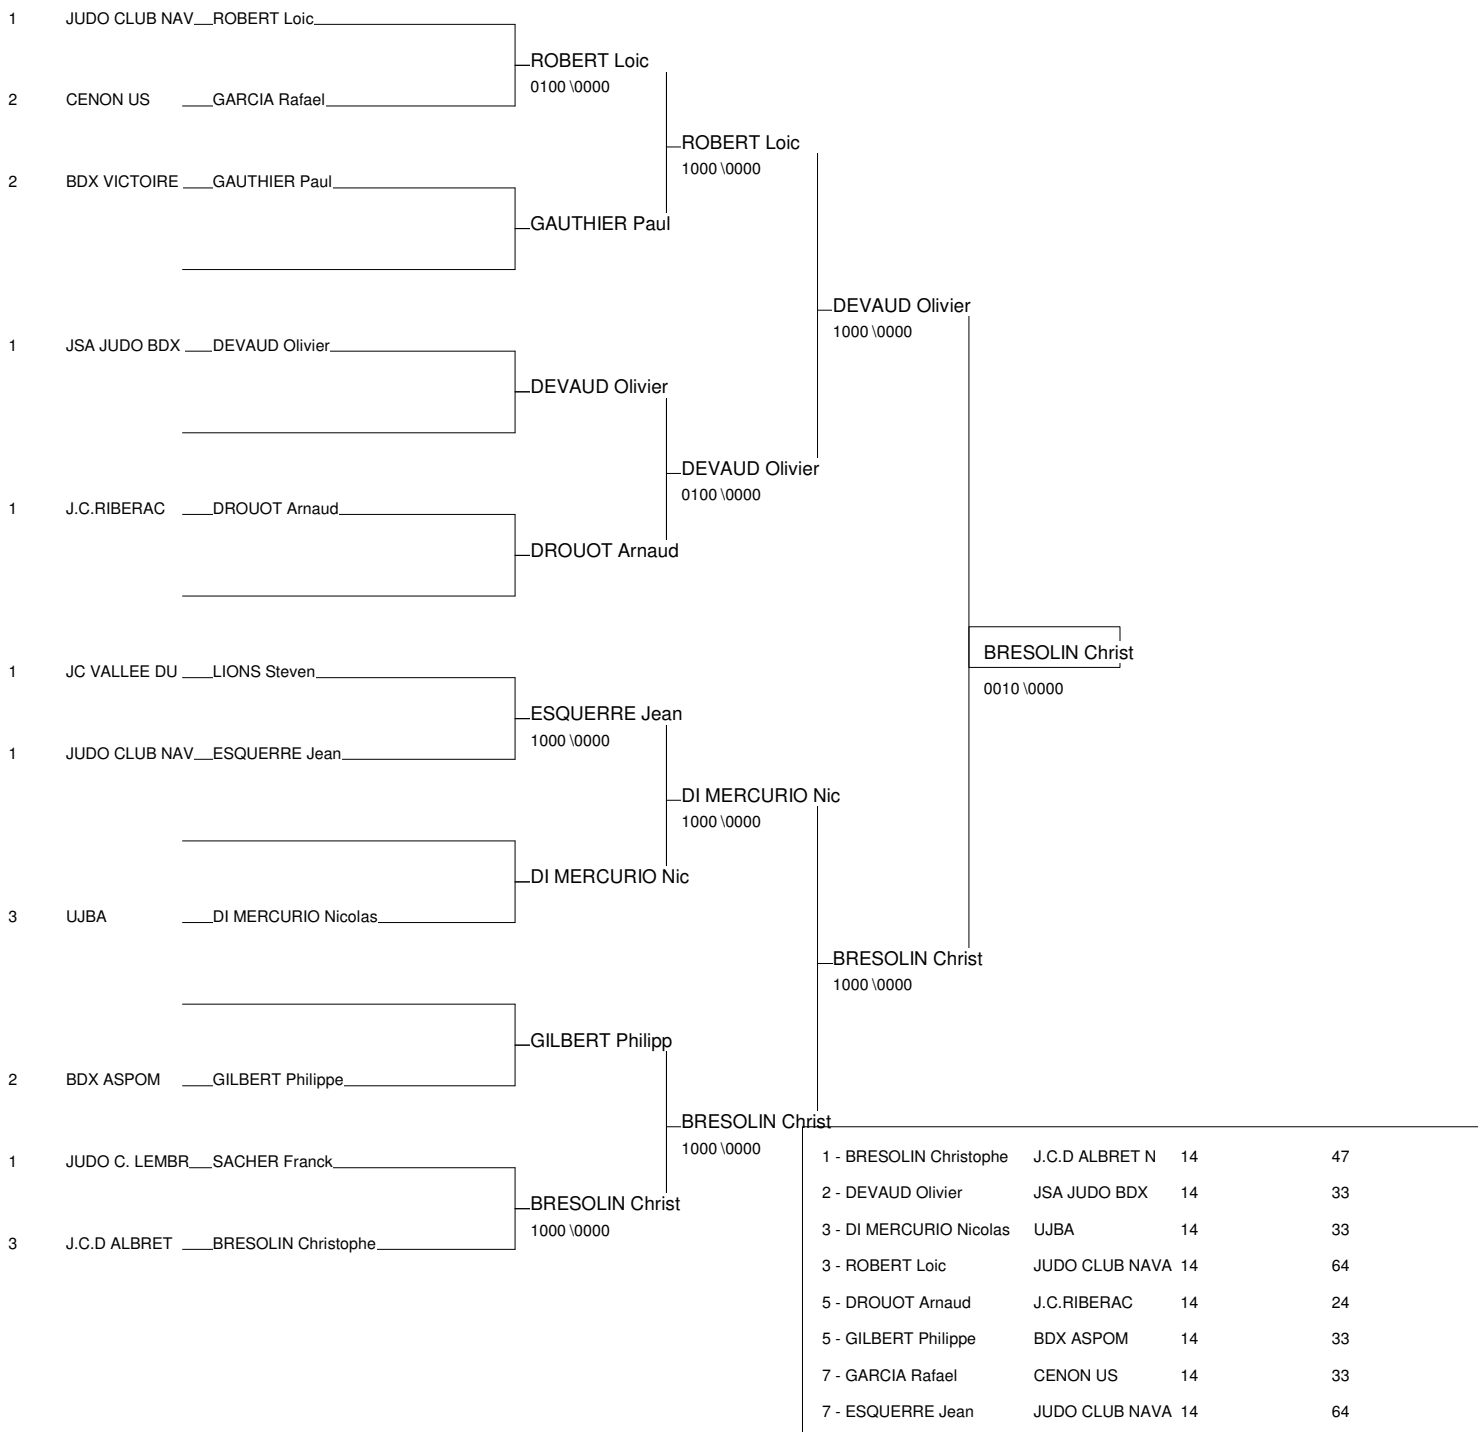 1 JUDO CLUB NAV ROBERT Loic
ROBERT Loic
0100 \0000
2 CENON US GARCIA Rafael
ROBERT Loic
1000 \0000
2 BDX VICTOIRE GAUTHIER Paul
GAUTHIER Paul
DEVAUD Olivier
1000 \0000
1 JSA JUDO BDX DEVAUD Olivier
DEVAUD Olivier
DEVAUD Olivier
0100 \0000
1 J.C.RIBERAC DROUOT Arnaud
DROUOT Arnaud
BRESOLIN Christ
0010 \0000
1 JC VALLEE DU LIONS Steven
ESQUERRE Jean
1000 \0000
1 JUDO CLUB NAV ESQUERRE Jean
DI MERCURIO Nic
1000 \0000
DI MERCURIO Nic
3 UJBA DI MERCURIO Nicolas
BRESOLIN Christ
1000 \0000
GILBERT Philipp
2 BDX ASPOM GILBERT Philippe
BRESOLIN Christ
1000 \0000
1 JUDO C. LEMBR SACHER Franck
BRESOLIN Christ
1000 \0000
3 J.C.D ALBRET BRESOLIN Christophe
1 - BRESOLIN Christophe J.C.D ALBRET N 14 47
2 - DEVAUD Olivier JSA JUDO BDX 14 33
3 - DI MERCURIO Nicolas UJBA 14 33
3 - ROBERT Loic JUDO CLUB NAVA 14 64
5 - DROUOT Arnaud J.C.RIBERAC 14 24
5 - GILBERT Philippe BDX ASPOM 14 33
7 - GARCIA Rafael CENON US 14 33
7 - ESQUERRE Jean JUDO CLUB NAVA 14 64